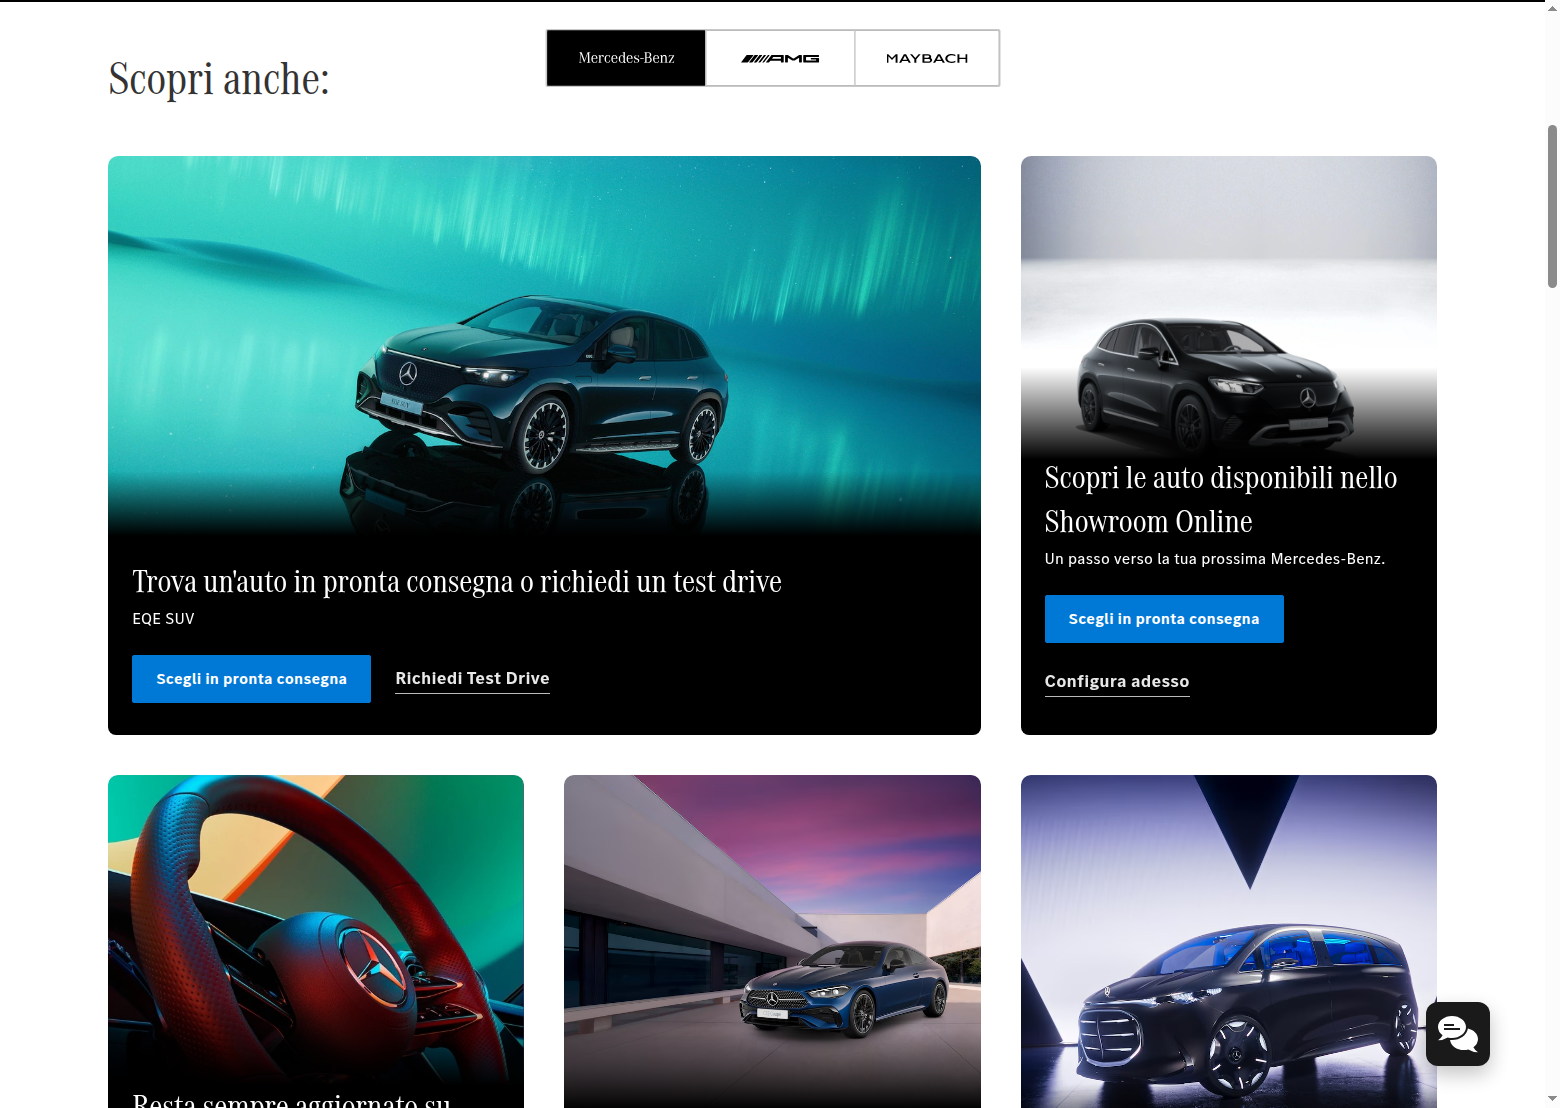 Scopri anche:
Mercedes-Benz
AMG
MAYBACH
Trova un'auto in pronta consegna o richiedi un test drive
EQE SUV
Scegli in pronta consegna
Richiedi Test Drive
Scopri le auto disponibili nello
Showroom Online
Un passo verso la tua prossima Mercedes-Benz.
Scegli in pronta consegna
Configura adesso
Resta sempre aggiornato su